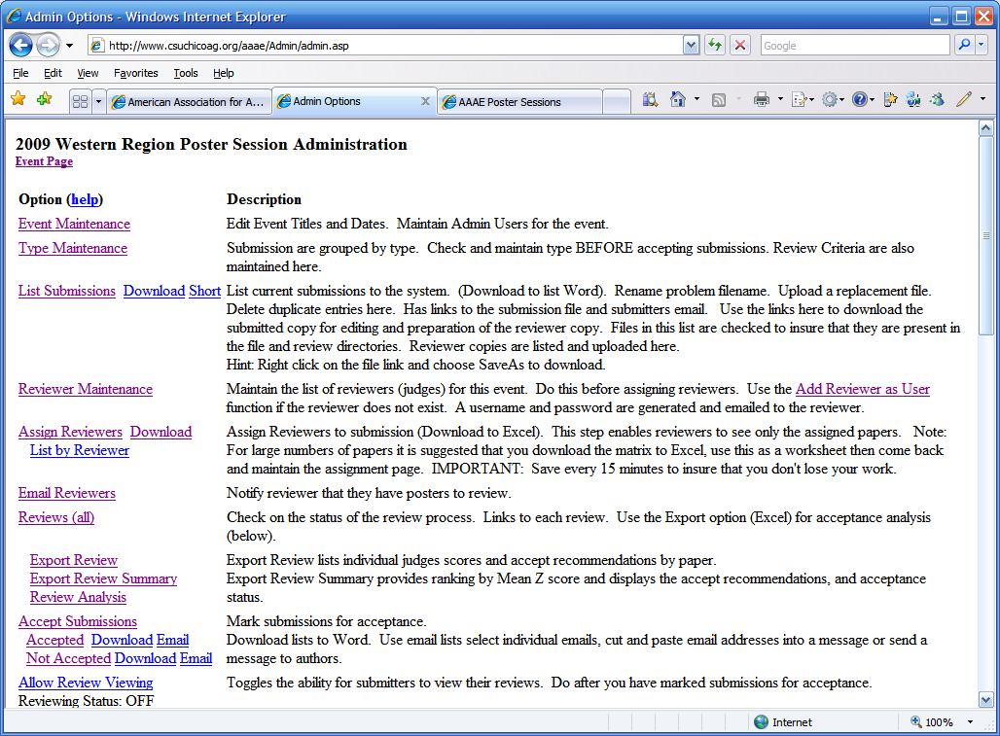 Admin Options - Windows Internet Explorer
http://www.csuchicoag.org/aaae/Admin/admin.asp
Google
File Edit View Favorites Tools Help
American Association for A...
Admin Options
AAAE Poster Sessions
2009 Western Region Poster Session Administration
Event Page
Option (help) Description
Event Maintenance Edit Event Titles and Dates. Maintain Admin Users for the event.
Type Maintenance Submission are grouped by type. Check and maintain type BEFORE accepting submissions. Review Criteria are also
maintained here.
List Submissions Download Short List current submissions to the system. (Download to list Word). Rename problem filename. Upload a replacement file.
Delete duplicate entries here. Has links to the submission file and submitters email. Use the links here to download the
submitted copy for editing and preparation of the reviewer copy. Files in this list are checked to insure that they are present in
the file and review directories. Reviewer copies are listed and uploaded here.
Hint: Right click on the file link and choose SaveAs to download.
Reviewer Maintenance Maintain the list of reviewers (judges) for this event. Do this before assigning reviewers. Use the Add Reviewer as User
function if the reviewer does not exist. A username and password are generated and emailed to the reviewer.
Assign Reviewers Download Assign Reviewers to submission (Download to Excel). This step enables reviewers to see only the assigned papers. Note:
List by Reviewer For large numbers of papers it is suggested that you download the matrix to Excel, use this as a worksheet then come back
and maintain the assignment page. IMPORTANT: Save every 15 minutes to insure that you don't lose your work.
Email Reviewers Notify reviewer that they have posters to review.
Reviews (all) Check on the status of the review process. Links to each review. Use the Export option (Excel) for acceptance analysis
(below).
Export Review Export Review lists individual judges scores and accept recommendations by paper.
Export Review Summary Export Review Summary provides ranking by Mean Z score and displays the accept recommendations, and acceptance
Review Analysis status.
Accept Submissions Mark submissions for acceptance.
Accepted Download Email Download lists to Word. Use email lists select individual emails, cut and paste email addresses into a message or send a
Not Accepted Download Email message to authors.
Allow Review Viewing Toggles the ability for submitters to view their reviews. Do after you have marked submissions for acceptance.
Reviewing Status: OFF
Internet 100%